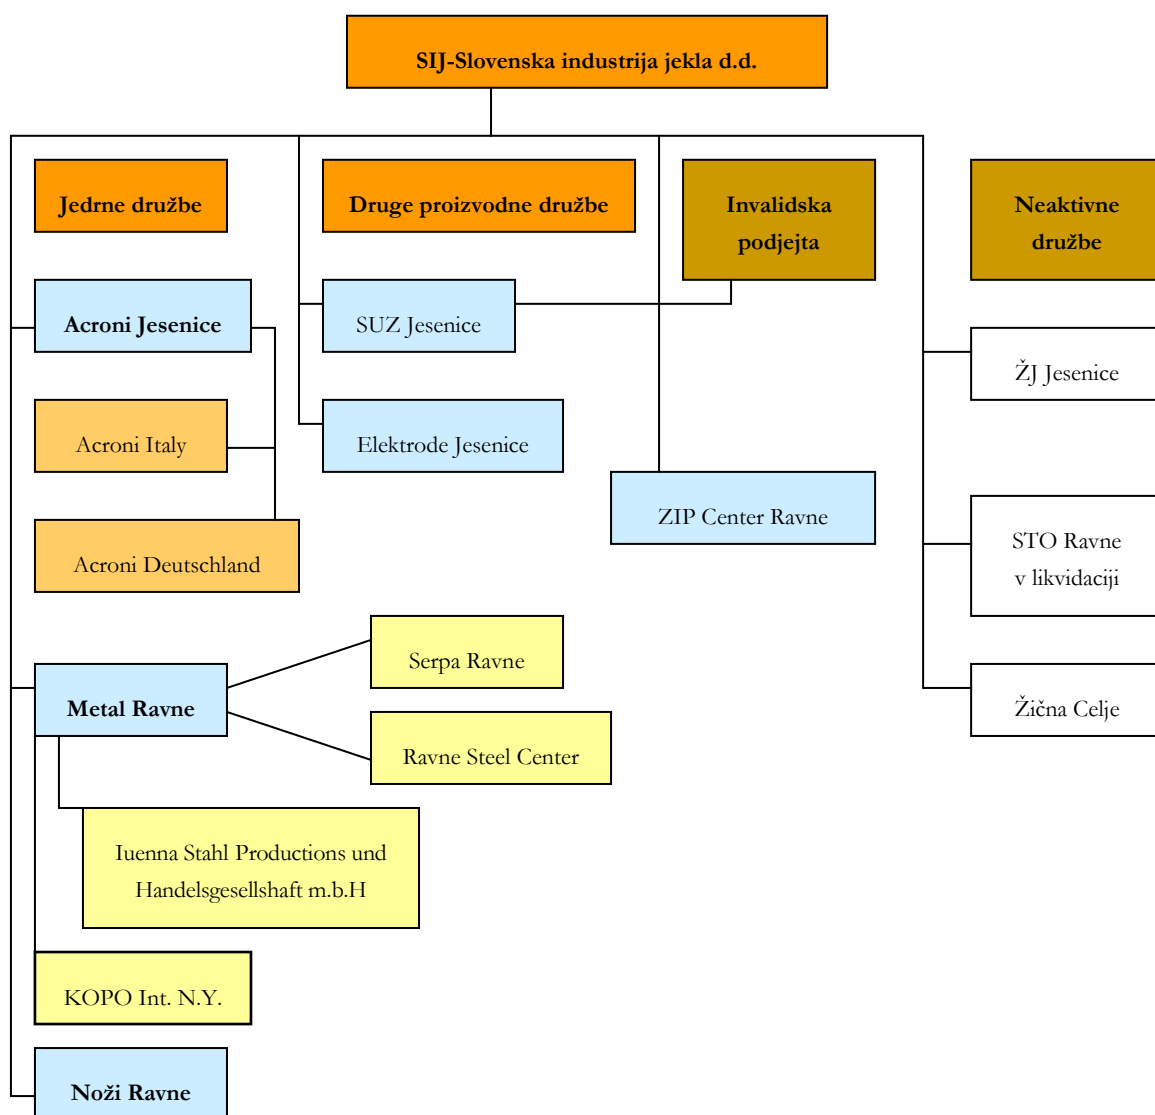 SIJ-Slovenska industrija jekla d.d.
Jedrne družbe
Druge proizvodne družbe
Invalidska
podjejta
Neaktivne
družbe
Acroni Jesenice
SUZ Jesenice
ŽJ Jesenice
Acroni Italy
Elektrode Jesenice
ZIP Center Ravne
STO Ravne
v likvidaciji
Acroni Deutschland
Serpa Ravne
Metal Ravne
Žična Celje
Ravne Steel Center
Iuenna Stahl Productions und
Handelsgesellshaft m.b.H
KOPO Int. N.Y.
Noži Ravne